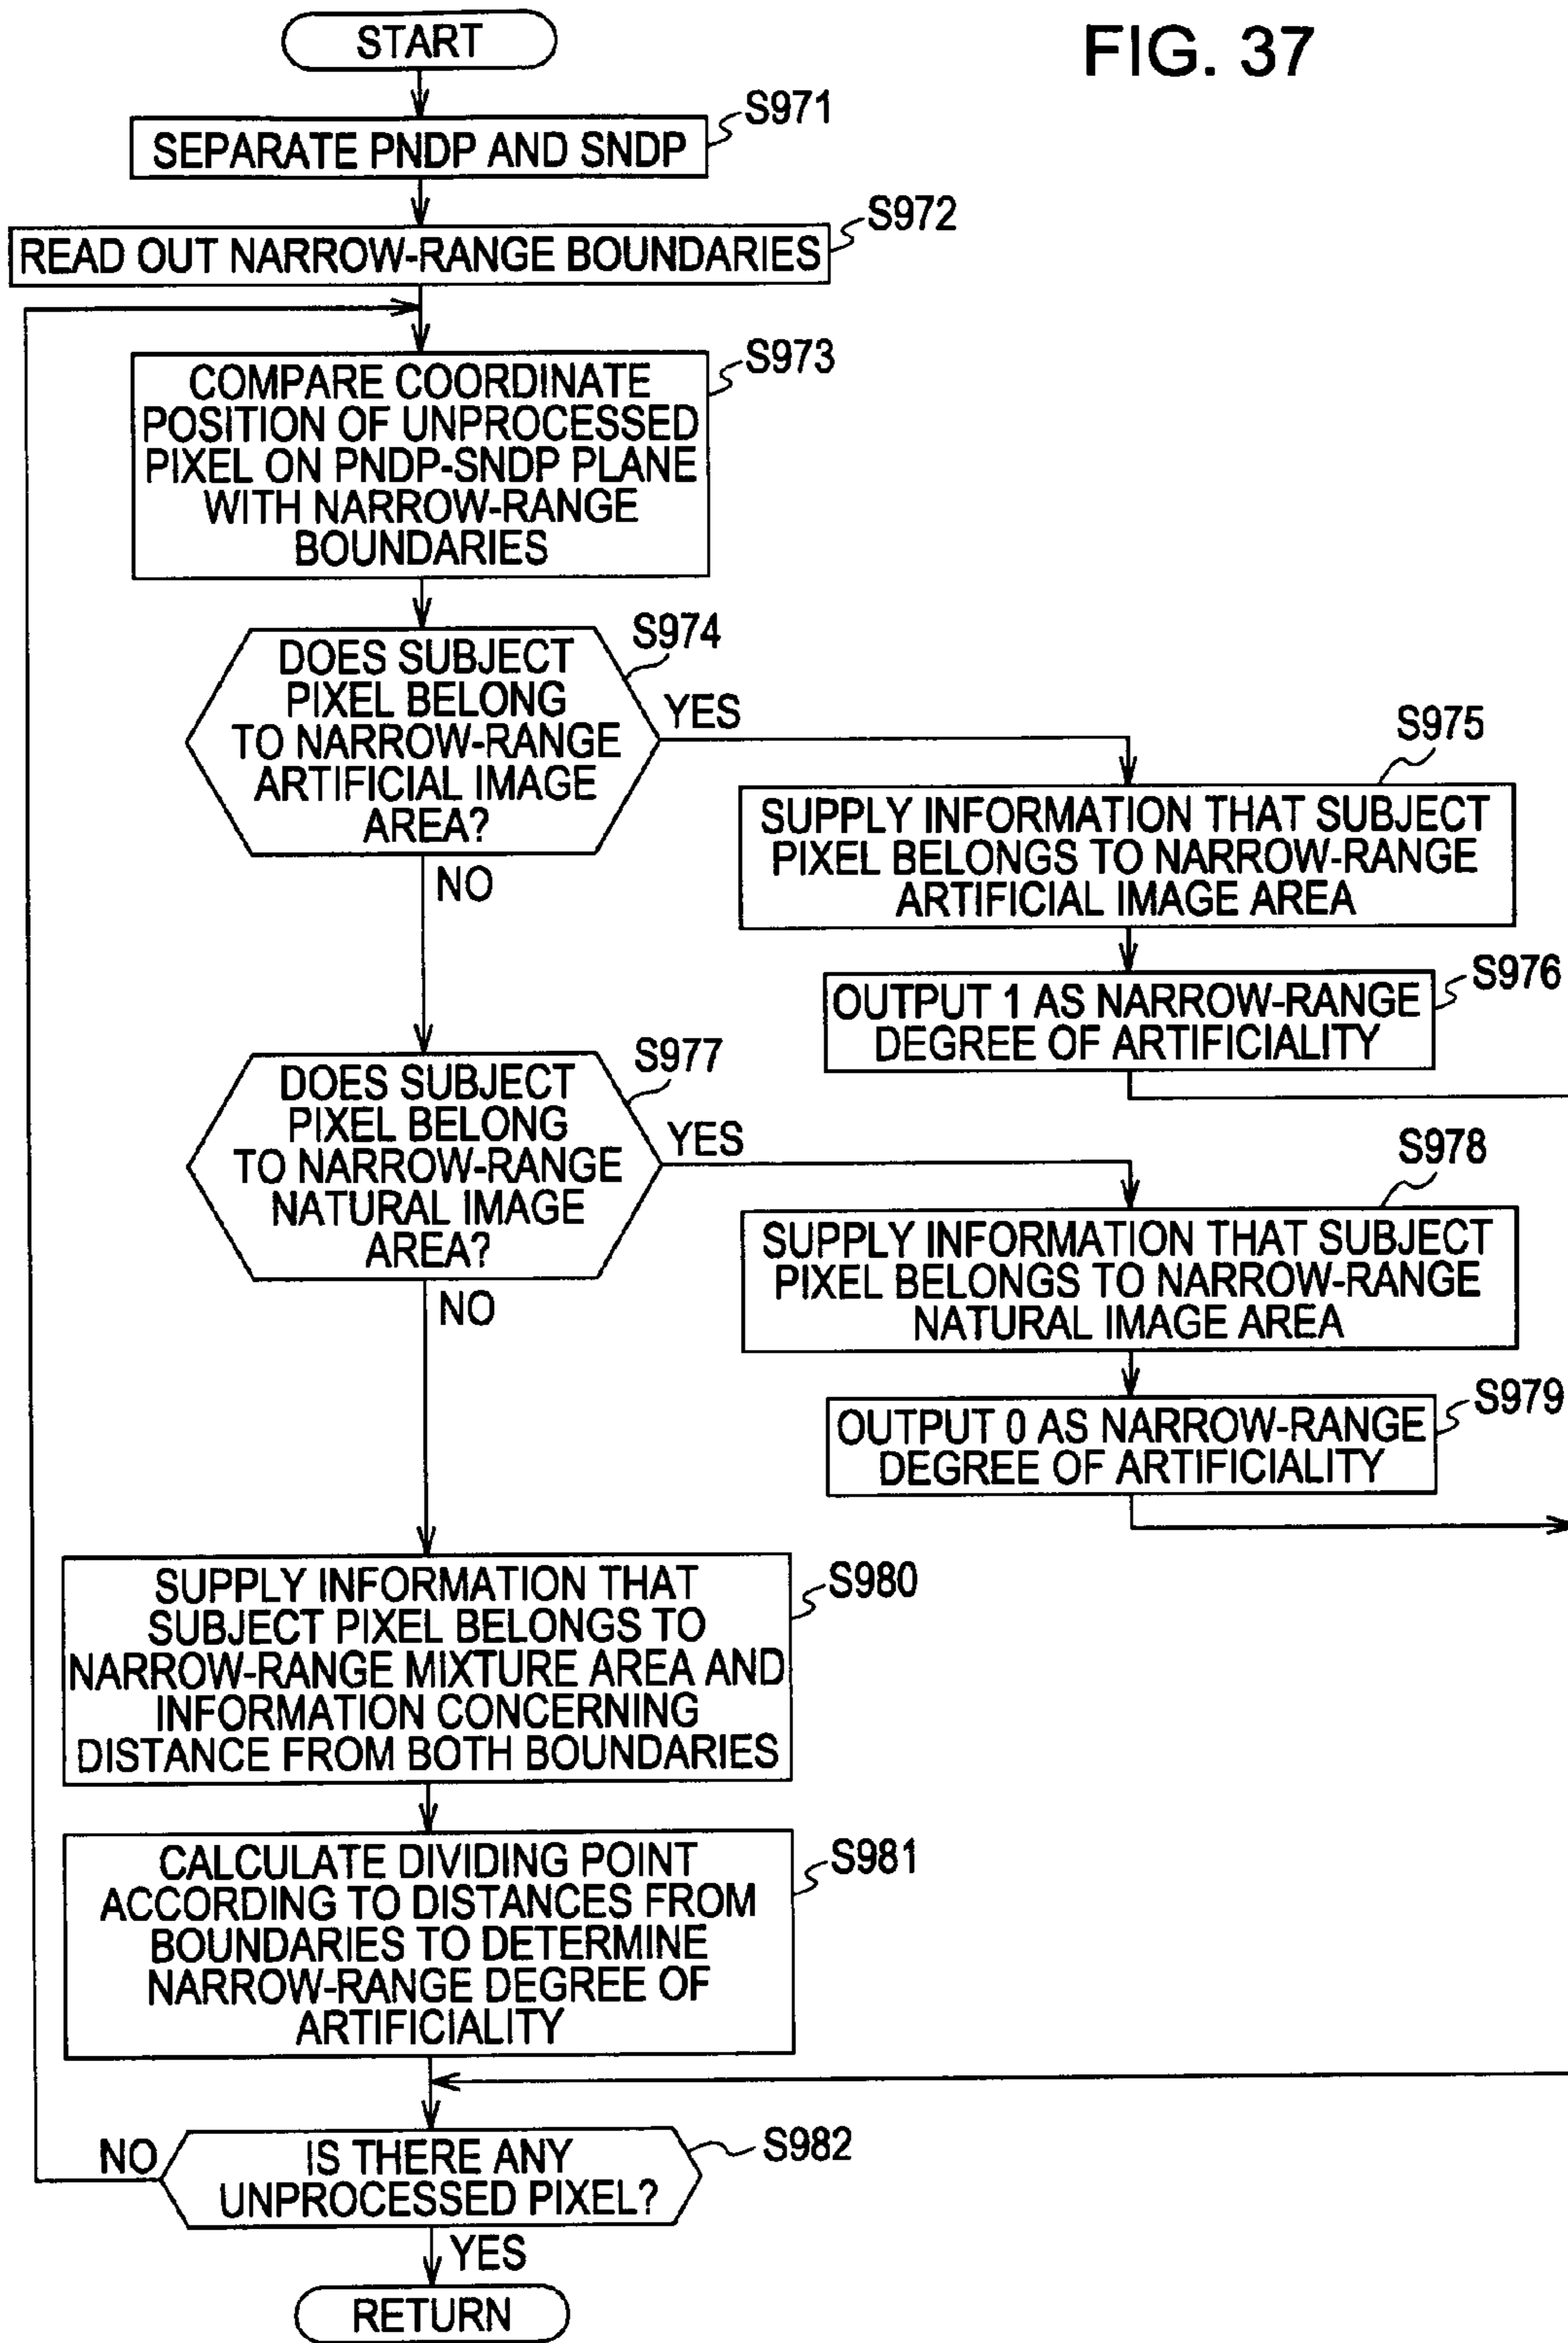 FIG. 37
START
S971
SEPARATE PNDP AND SNDP
S972
READ OUT NARROW-RANGE BOUNDARIES
S973
COMPARE COORDINATE
POSITION OF UNPROCESSED
PIXEL ON PNDP-SNDP PLANE
WITH NARROW-RANGE
BOUNDARIES
S974
DOES SUBJECT
PIXEL BELONG
TO NARROW-RANGE
ARTIFICIAL IMAGE
AREA?
YES
NO
S975
SUPPLY INFORMATION THAT SUBJECT
PIXEL BELONGS TO NARROW-RANGE
ARTIFICIAL IMAGE AREA
S976
OUTPUT 1 AS NARROW-RANGE
DEGREE OF ARTIFICIALITY
S977
DOES SUBJECT
PIXEL BELONG
TO NARROW-RANGE
NATURAL IMAGE
AREA?
YES
NO
S978
SUPPLY INFORMATION THAT SUBJECT
PIXEL BELONGS TO NARROW-RANGE
NATURAL IMAGE AREA
S979
OUTPUT 0 AS NARROW-RANGE
DEGREE OF ARTIFICIALITY
S980
SUPPLY INFORMATION THAT
SUBJECT PIXEL BELONGS TO
NARROW-RANGE MIXTURE AREA AND
INFORMATION CONCERNING
DISTANCE FROM BOTH BOUNDARIES
S981
CALCULATE DIVIDING POINT
ACCORDING TO DISTANCES FROM
BOUNDARIES TO DETERMINE
NARROW-RANGE DEGREE OF
ARTIFICIALITY
S982
NO
IS THERE ANY
UNPROCESSED PIXEL?
YES
RETURN